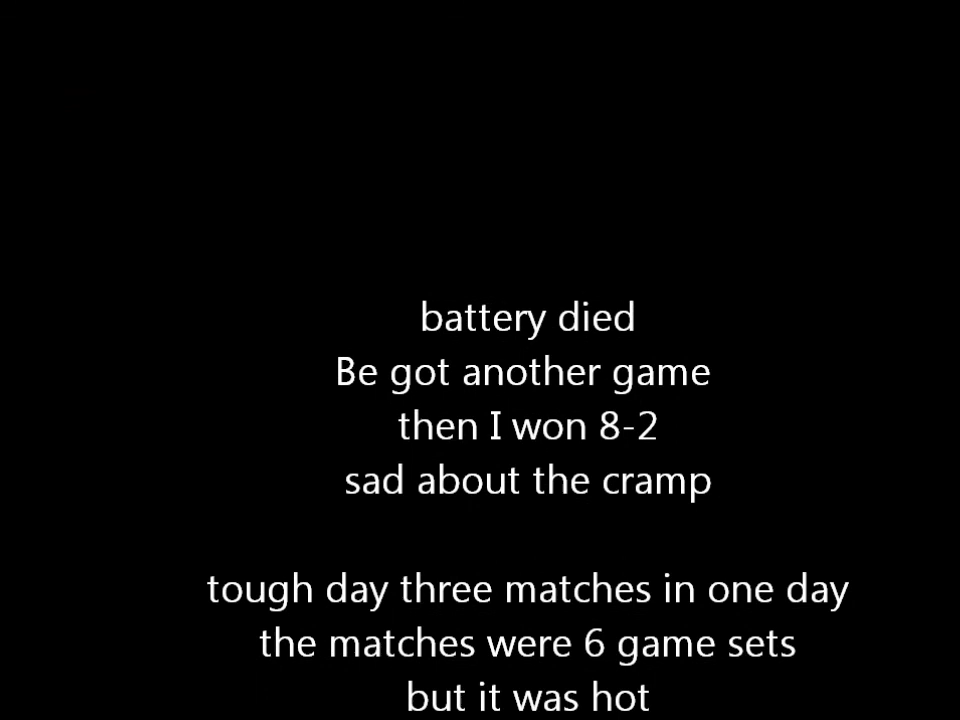 battery died
Be got another game
then I won 8-2
sad about the cramp
tough day three matches in one day
the matches were 6 game sets
but it was hot